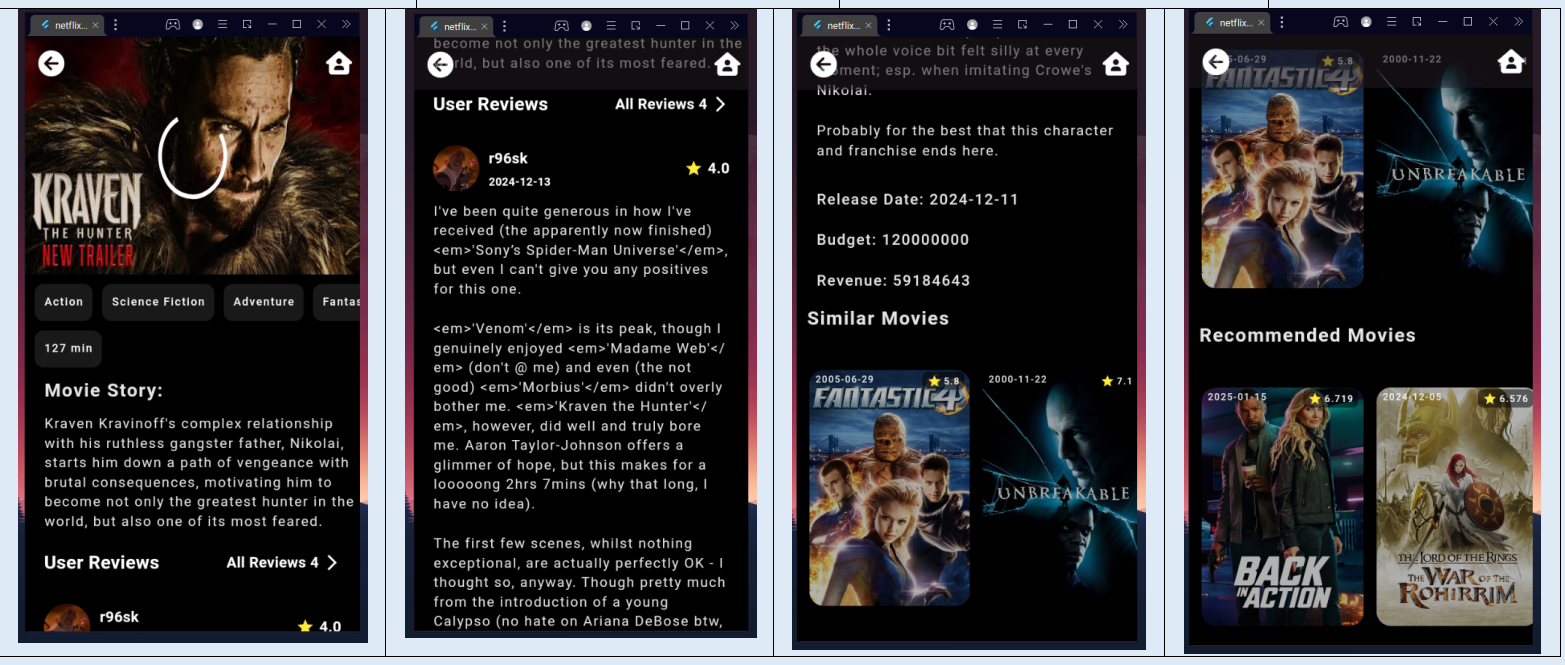 netflix...
KRAVEN
THE HUNTER
NEW TRAILER
Action
Science Fiction
Adventure
Fantas
127 min
Movie Story:
Kraven Kravinoff's complex relationship
with his ruthless gangster father, Nikolai,
starts him down a path of vengeance with
brutal consequences, motivating him to
become not only the greatest hunter in the
world, but also one of its most feared.
User Reviews
All Reviews 4
r96sk
4.0
netflix...
become not only the greatest hunter in the
rld, but also one of its most feared.
User Reviews
All Reviews 4
r96sk
2024-12-13
4.0
I've been quite generous in how I've
received (the apparently now finished)
<em>'Sony's Spider-Man Universe'</em>,
but even I can't give you any positives
for this one.
<em>'Venom'</em> is its peak, though I
genuinely enjoyed <em>'Madame Web'</
em> (don't @ me) and even (the not
good) <em>'Morbius'</em> didn't overly
bother me. <em>'Kraven the Hunter'</
em>, however, did well and truly bore
me. Aaron Taylor-Johnson offers a
glimmer of hope, but this makes for a
looooong 2hrs 7mins (why that long, I
have no idea).
The first few scenes, whilst nothing
exceptional, are actually perfectly OK - I
thought so, anyway. Though pretty much
from the introduction of a young
Calypso (no hate on Ariana DeBose btw,
netflix...
the whole voice bit felt silly at every
oment; esp. when imitating Crowe's
Nikolai.
Probably for the best that this character
and franchise ends here.
Release Date: 2024-12-11
Budget: 120000000
Revenue: 59184643
Similar Movies
2005-06-29
5.8
FANTASTIC 4
2000-11-22
7.1
UNBREAKABLE
netflix...
5-06-29
5.8
FANTASTIC 4
2000-11-22
UNBREAKABLE
Recommended Movies
2025-01-15
6.719
BACK
IN ACTION
2024-12-05
6.576
THE LORD OF THE RINGS
THE WAR OF THE
ROHIRRIM